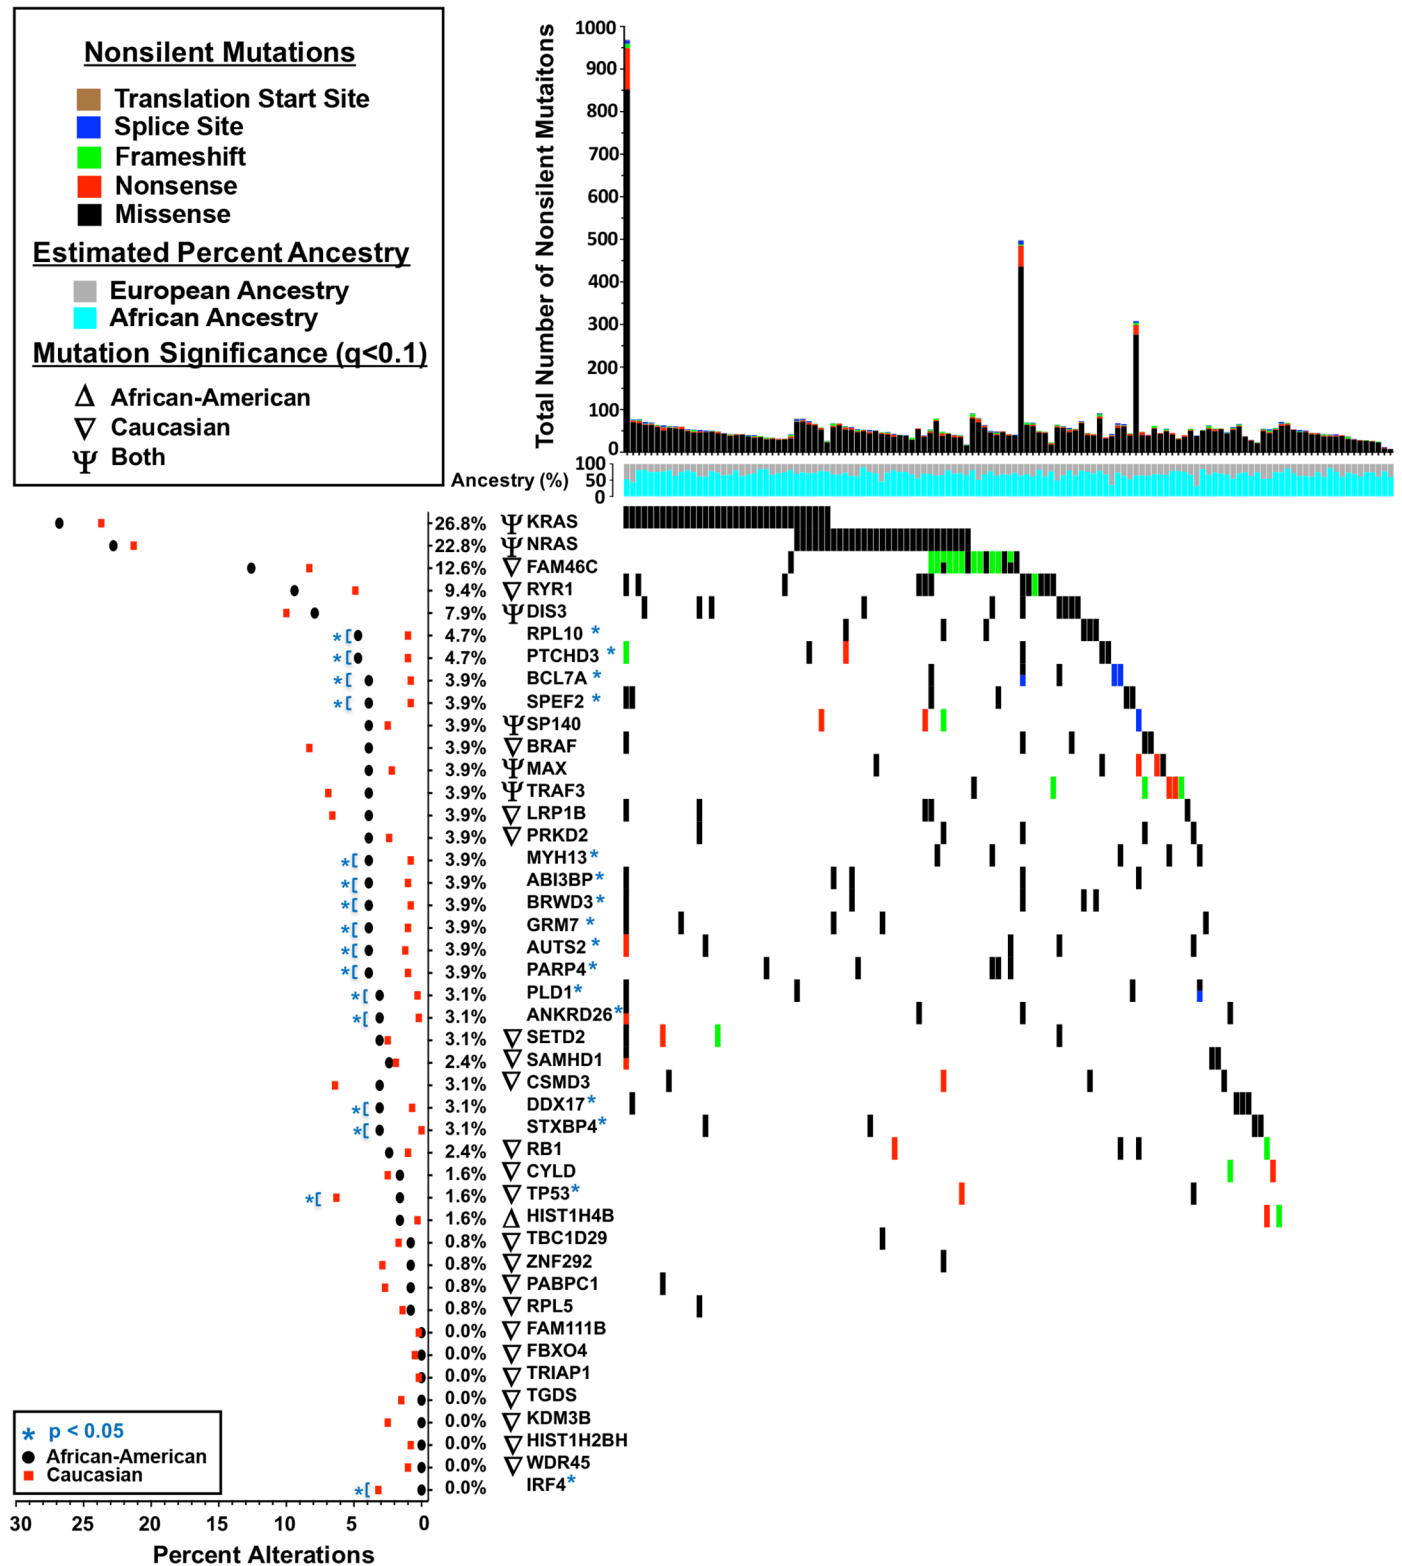 Nonsilent Mutations
Translation Start Site
Splice Site
Frameshift
Nonsense
Missense
Estimated Percent Ancestry
European Ancestry
African Ancestry
Mutation Significance (q<0.1)
Δ African-American
∇ Caucasian
Ψ Both
Total Number of Nonsilent Mutaitons
1000
900
800
700
600
500
400
300
200
100
0
Ancestry (%)
100
50
0
26.8% Ψ KRAS
22.8% Ψ NRAS
12.6% ∇ FAM46C
9.4% ∇ RYR1
7.9% Ψ DIS3
*[ 4.7% RPL10 *
*[ 4.7% PTCHD3 *
*[ 3.9% BCL7A *
*[ 3.9% SPEF2 *
3.9% Ψ SP140
3.9% ∇ BRAF
3.9% Ψ MAX
3.9% Ψ TRAF3
3.9% ∇ LRP1B
3.9% ∇ PRKD2
*[ 3.9% MYH13 *
*[ 3.9% ABI3BP *
*[ 3.9% BRWD3 *
*[ 3.9% GRM7 *
*[ 3.9% AUTS2 *
*[ 3.9% PARP4 *
*[ 3.1% PLD1 *
*[ 3.1% ANKRD26 *
3.1% ∇ SETD2
2.4% ∇ SAMHD1
3.1% ∇ CSMD3
*[ 3.1% DDX17 *
*[ 3.1% STXBP4 *
2.4% ∇ RB1
1.6% ∇ CYLD
*[ 1.6% ∇ TP53 *
1.6% Δ HIST1H4B
0.8% ∇ TBC1D29
0.8% ∇ ZNF292
0.8% ∇ PABPC1
0.8% ∇ RPL5
0.0% ∇ FAM111B
0.0% ∇ FBXO4
0.0% ∇ TRIAP1
0.0% ∇ TGDS
0.0% ∇ KDM3B
0.0% ∇ HIST1H2BH
0.0% ∇ WDR45
*[ 0.0% IRF4 *
* p < 0.05
African-American
Caucasian
30 25 20 15 10 5 0
Percent Alterations